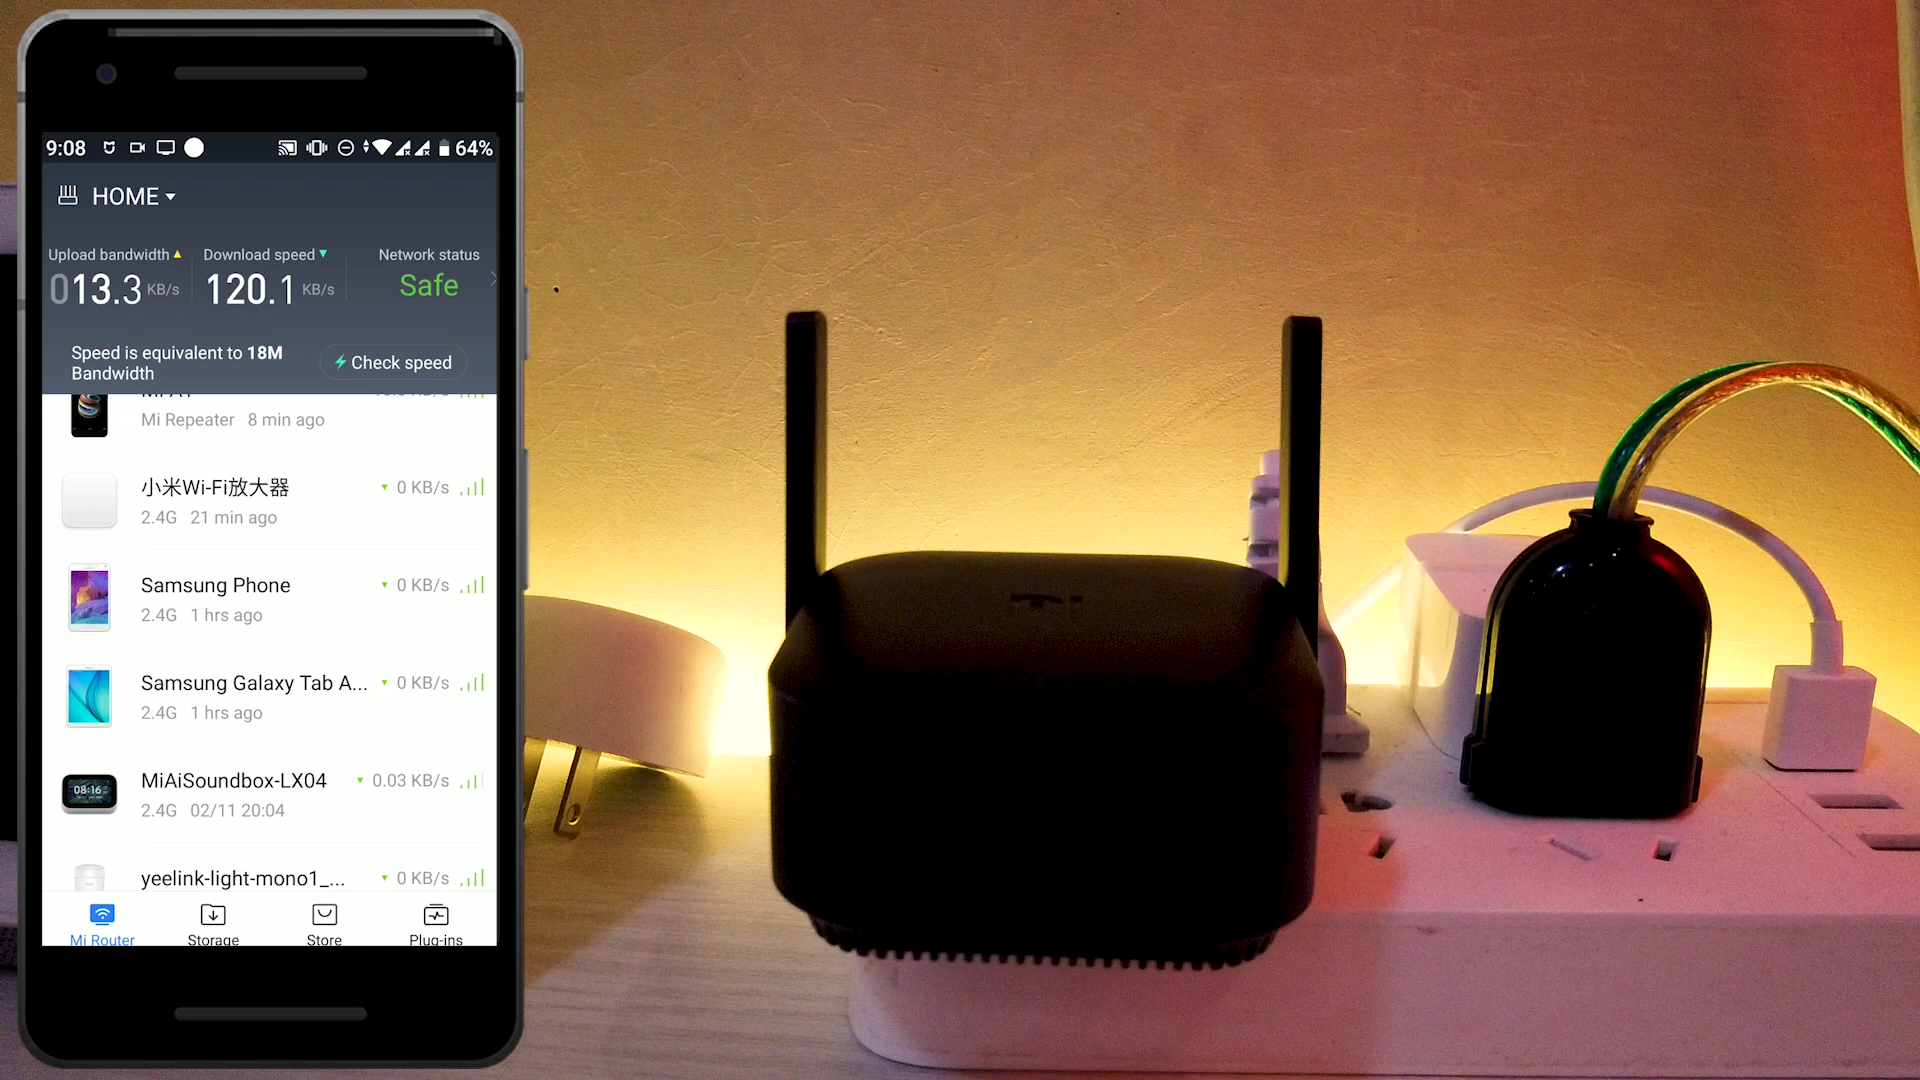 9:08 64%
HOME
Upload bandwidth Download speed Network status
013.3 KB/s 120.1 KB/s Safe
Speed is equivalent to 18M
Bandwidth
Check speed
Mi Repeater 8 min ago
小米Wi-Fi放大器 0 KB/s
2.4G 21 min ago
Samsung Phone 0 KB/s
2.4G 1 hrs ago
Samsung Galaxy Tab A... 0 KB/s
2.4G 1 hrs ago
08:16
MiAiSoundbox-LX04 0.03 KB/s
2.4G 02/11 20:04
yeelink-light-mono1_... 0 KB/s
Mi Router Storage Store Plug-ins